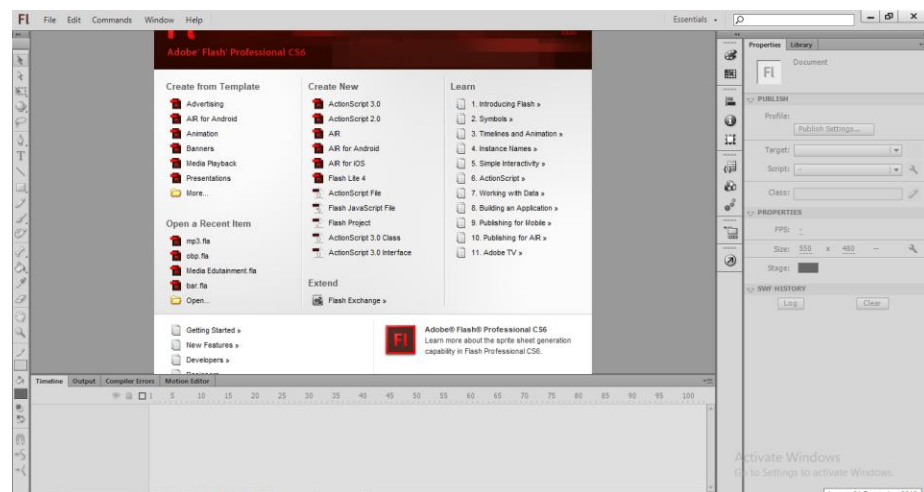 Fl File Edit Commands Window Help Essentials
Adobe® Flash® Professional CS6
Create from Template
Advertising
AIR for Android
Animation
Banners
Media Playback
Presentations
More...
Open a Recent Item
mp3.fla
obp.fla
Media Edutainment.fla
bar.fla
Open...
Create New
ActionScript 3.0
ActionScript 2.0
AIR
AIR for Android
AIR for iOS
Flash Lite 4
ActionScript File
Flash JavaScript File
Flash Project
ActionScript 3.0 Class
ActionScript 3.0 Interface
Extend
Flash Exchange »
Learn
1. Introducing Flash »
2. Symbols »
3. Timelines and Animation »
4. Instance Names »
5. Simple Interactivity »
6. ActionScript »
7. Working with Data »
8. Building an Application »
9. Publishing for Mobile »
10. Publishing for AIR »
11. Adobe TV »
Getting Started »
New Features »
Developers »
Fl
Adobe® Flash® Professional CS6
Learn more about the sprite sheet generation
capability in Flash Professional CS6.
Properties Library
Fl Document
PUBLISH
Profile:
Publish Settings...
Target:
Script: -
Class:
PROPERTIES
FPS: -
Size: 550 x 400 --
Stage:
SWF HISTORY
Log Clear
Timeline Output Compiler Errors Motion Editor
1 5 10 15 20 25 30 35 40 45 50 55 60 65 70 75 80 85 90 95 100
Activate Windows
Go to Settings to activate Windows.